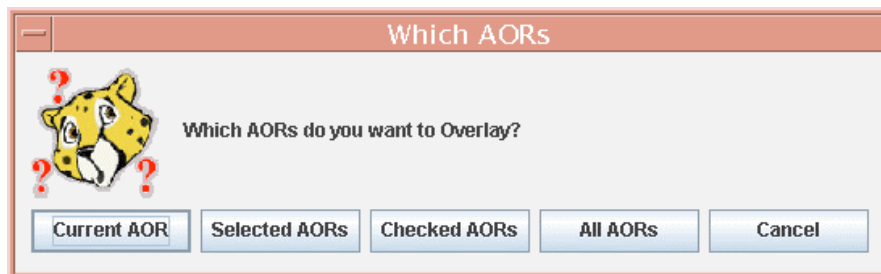 Which AORs
?
Which AORs do you want to Overlay?
? ?
Current AOR Selected AORs Checked AORs All AORs Cancel